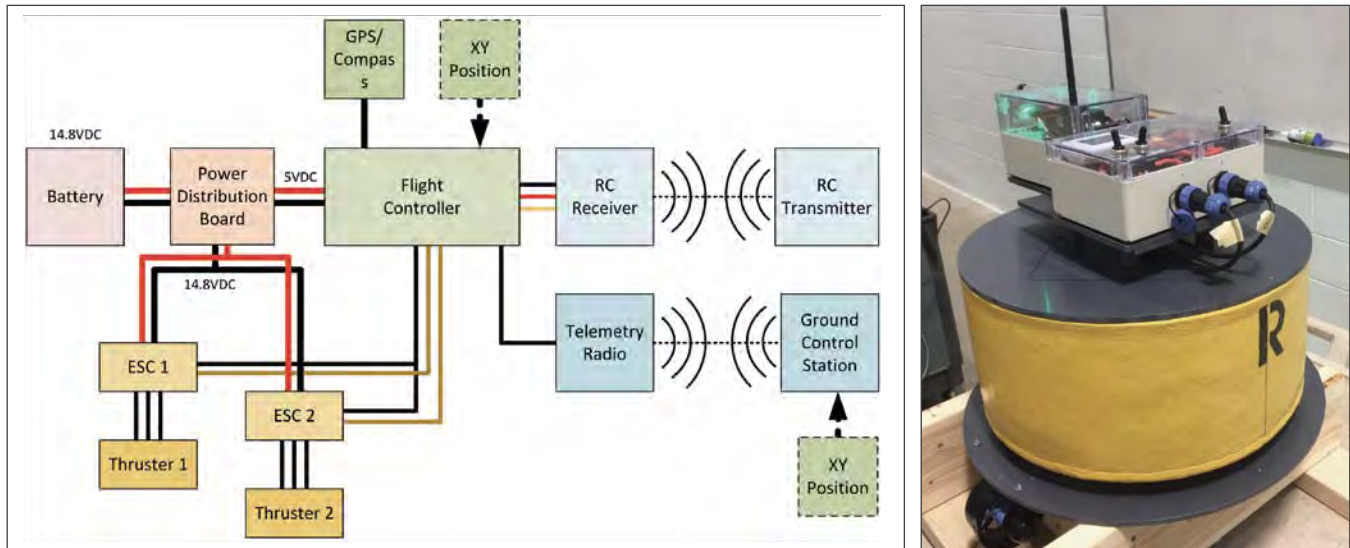 GPS/
Compas
s
XY
Position
14.8VDC
Battery
Power
Distribution
Board
5VDC
Flight
Controller
RC
Receiver
RC
Transmitter
14.8VDC
Telemetry
Radio
Ground
Control
Station
ESC 1
ESC 2
Thruster 1
Thruster 2
XY
Position
R